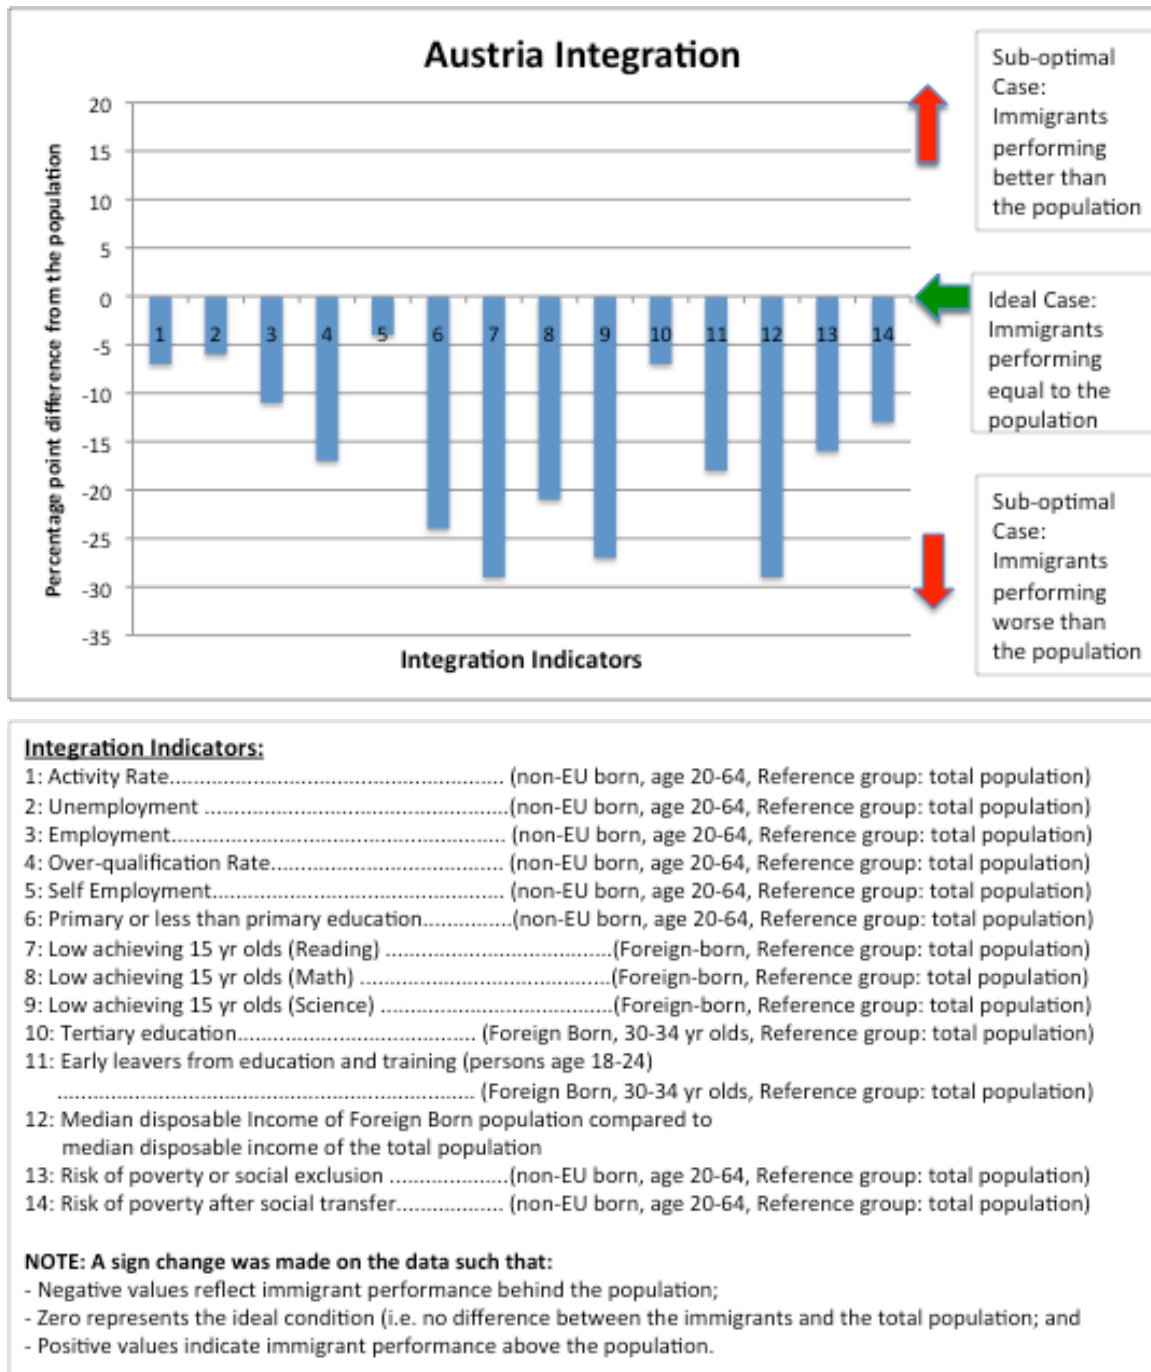 Austria Integration
Percentage point difference from the population
20
15
10
5
0
-5
-10
-15
-20
-25
-30
-35
1 2 3 4 5 6 7 8 9 10 11 12 13 14
Integration Indicators
Sub-optimal
Case:
Immigrants
performing
better than
the population
Ideal Case:
Immigrants
performing
equal to the
population
Sub-optimal
Case:
Immigrants
performing
worse than
the population
Integration Indicators:
1: Activity Rate....................................................... (non-EU born, age 20-64, Reference group: total population)
2: Unemployment ..................................................(non-EU born, age 20-64, Reference group: total population)
3: Employment....................................................... (non-EU born, age 20-64, Reference group: total population)
4: Over-qualification Rate...................................... (non-EU born, age 20-64, Reference group: total population)
5: Self Employment................................................ (non-EU born, age 20-64, Reference group: total population)
6: Primary or less than primary education...............(non-EU born, age 20-64, Reference group: total population)
7: Low achieving 15 yr olds (Reading) ......................................(Foreign-born, Reference group: total population)
8: Low achieving 15 yr olds (Math) ..........................................(Foreign-born, Reference group: total population)
9: Low achieving 15 yr olds (Science) .......................................(Foreign-born, Reference group: total population)
10: Tertiary education....................................... (Foreign Born, 30-34 yr olds, Reference group: total population)
11: Early leavers from education and training (persons age 18-24)
..................................................................... (Foreign Born, 30-34 yr olds, Reference group: total population)
12: Median disposable Income of Foreign Born population compared to
median disposable income of the total population
13: Risk of poverty or social exclusion ....................(non-EU born, age 20-64, Reference group: total population)
14: Risk of poverty after social transfer.................. (non-EU born, age 20-64, Reference group: total population)
NOTE: A sign change was made on the data such that:
- Negative values reflect immigrant performance behind the population;
- Zero represents the ideal condition (i.e. no difference between the immigrants and the total population; and
- Positive values indicate immigrant performance above the population.